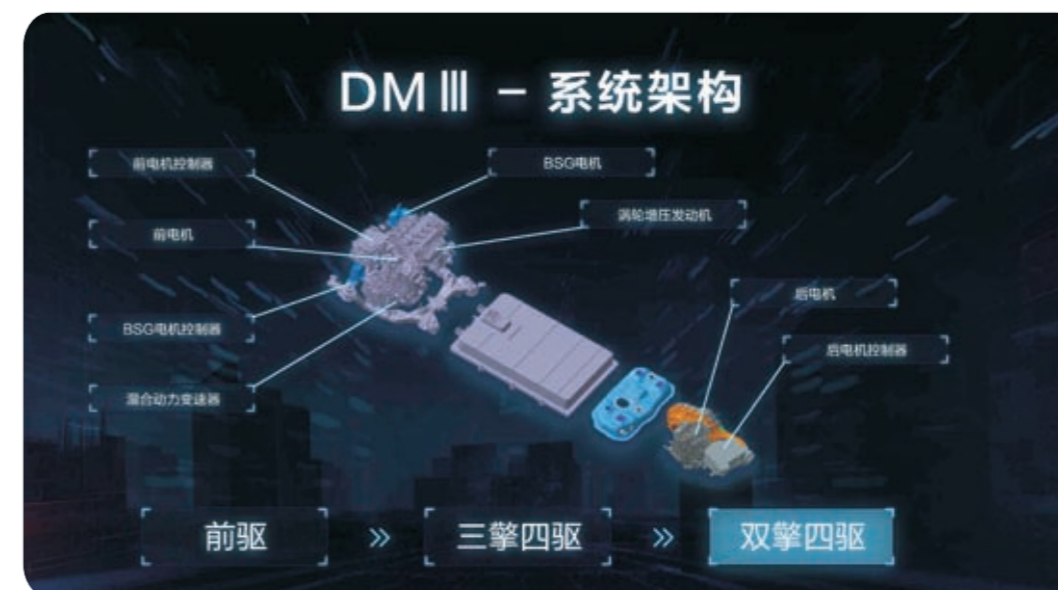 DMⅢ - 系统架构
前电机控制器
BSG电机
涡轮增压发动机
前电机
后电机
BSG电机控制器
后电机控制器
混合动力变速器
前驱 » 三擎四驱 » 双擎四驱